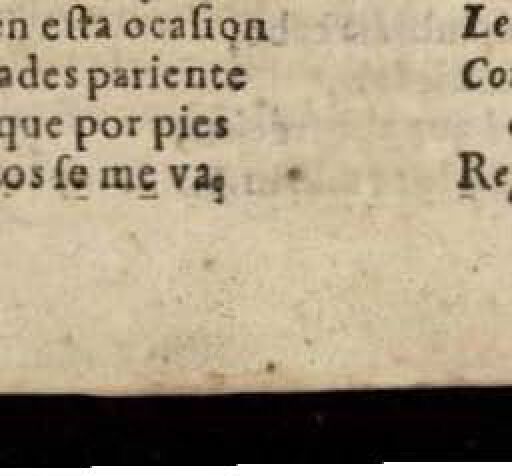 en eſta ocaſion
ades pariente
que por pies
os ſe me va
Le
Co
Re